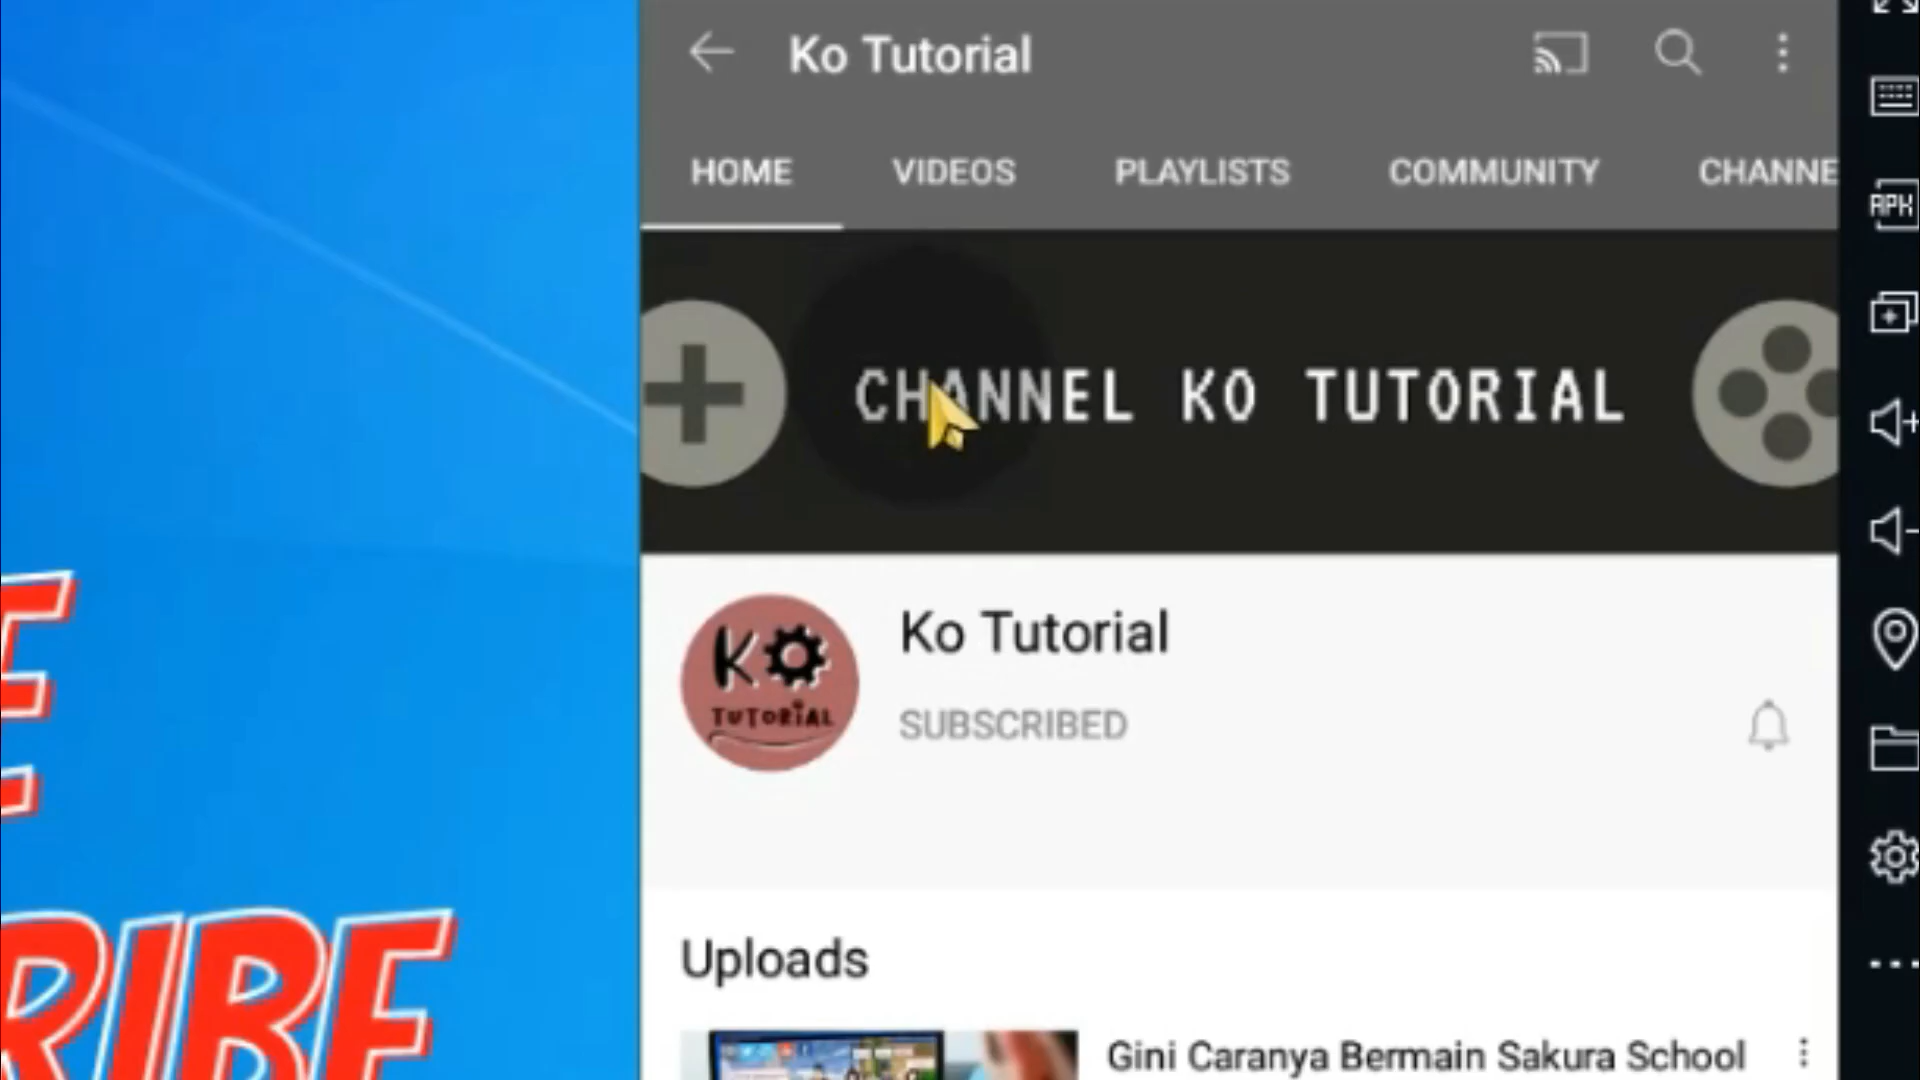 Ko Tutorial
HOME VIDEOS PLAYLISTS COMMUNITY CHANNE
APK
CHANNEL KO TUTORIAL
KO
TUTORIAL
Ko Tutorial
SUBSCRIBED
RIBE
Uploads
Gini Caranya Bermain Sakura School